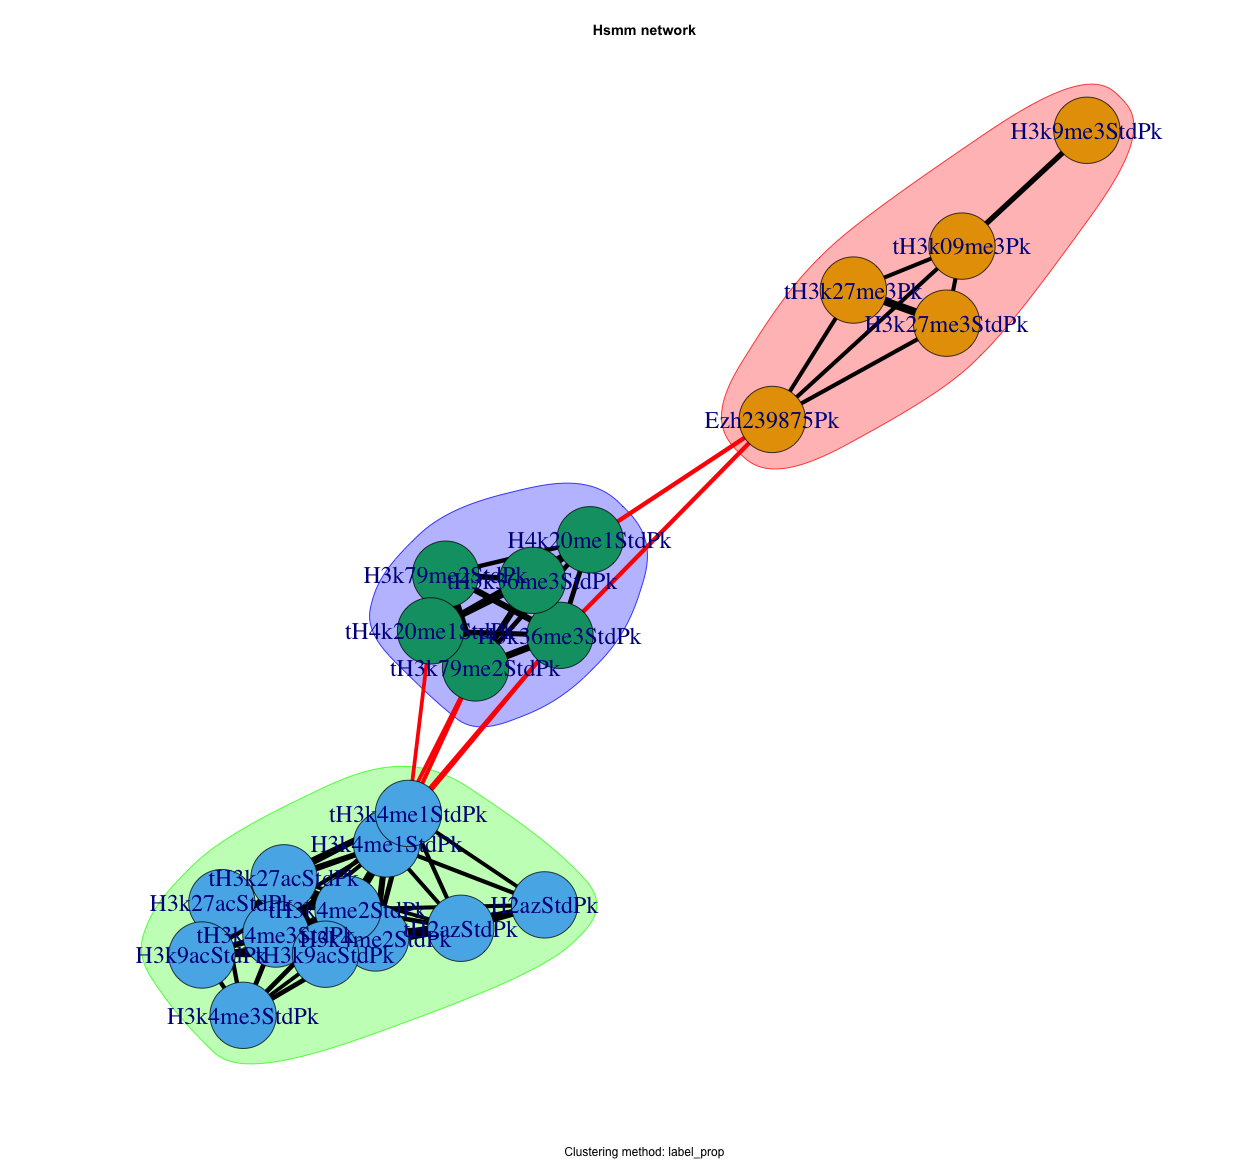 Hsmm network
H3k9me3StdPk
tH3k09me3Pk
tH3k27me3Pk
H3k27me3StdPk
Ezh239875Pk
H4k20me1StdPk
H3k79me2StdPk
tH3k36me3StdPk
tH4k20me1StdPk
H3k36me3StdPk
tH3k79me2StdPk
tH3k4me1StdPk
H3k4me1StdPk
tH3k27acStdPk
H3k27acStdPk
H2azStdPk
tH3k4me2StdPk
tH2azStdPk
tH3k4me3StdPk
H3k4me2StdPk
H3k9acStdPk
tH3k9acStdPk
H3k4me3StdPk
Clustering method: label_prop